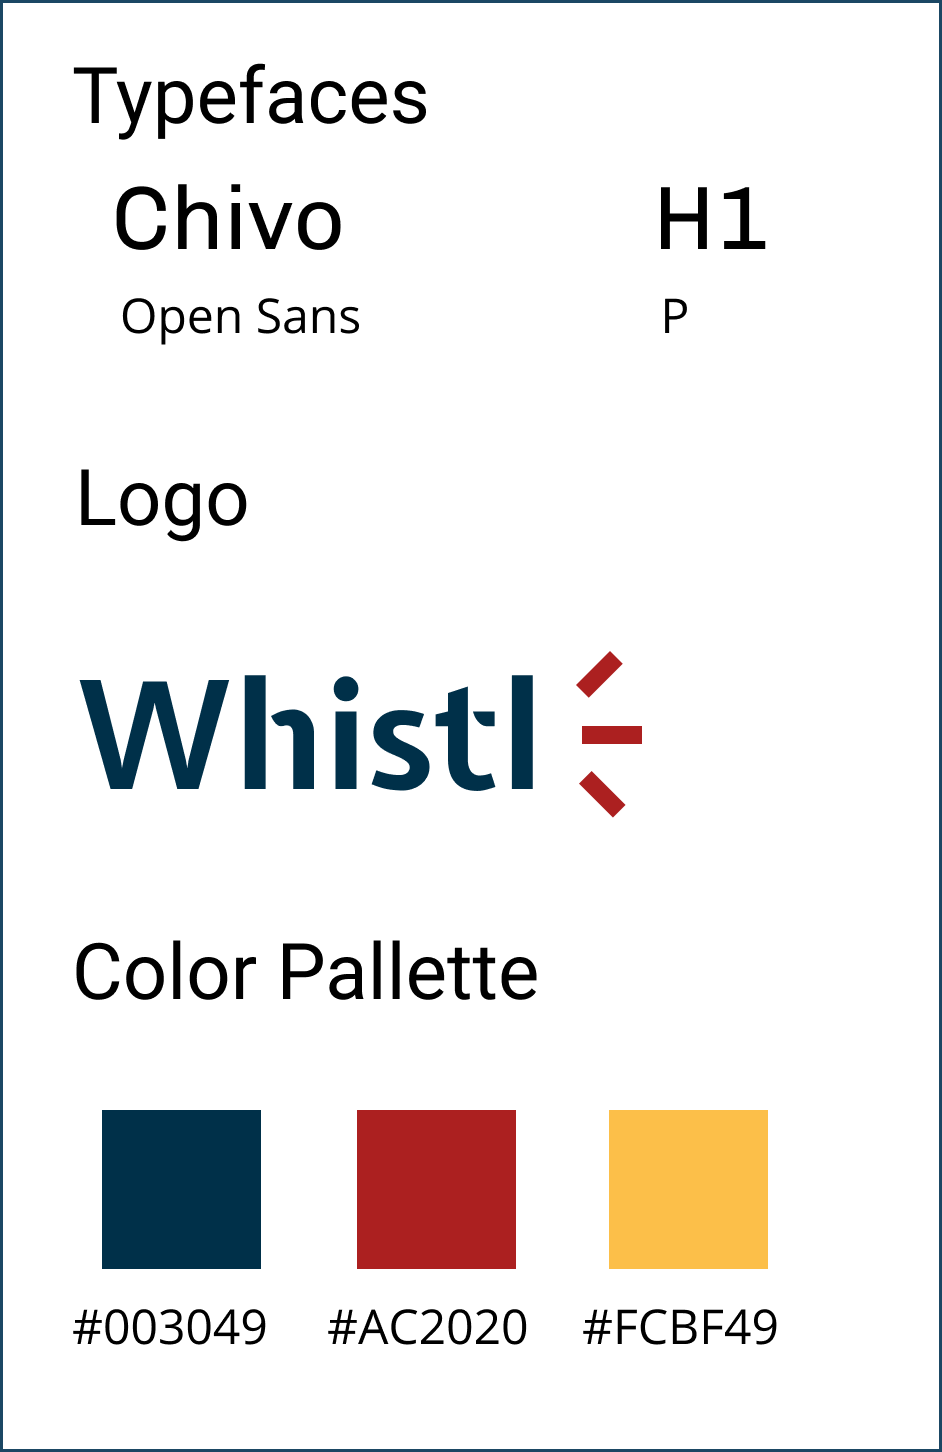 Typefaces
Chivo H1
Open Sans P
Logo
Whistl
Color Pallette
#003049 #AC2020 #FCBF49